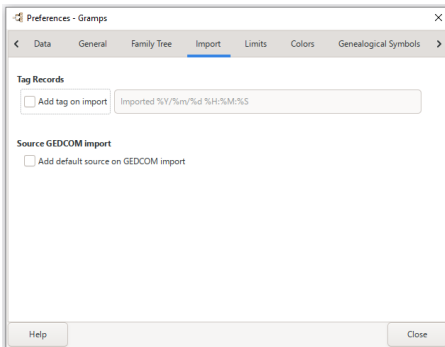 Preferences - Gramps
Data General Family Tree Import Limits Colors Genealogical Symbols
Tag Records
Add tag on import Imported %Y/%m/%d %H:%M:%S
Source GEDCOM import
Add default source on GEDCOM import
Help Close